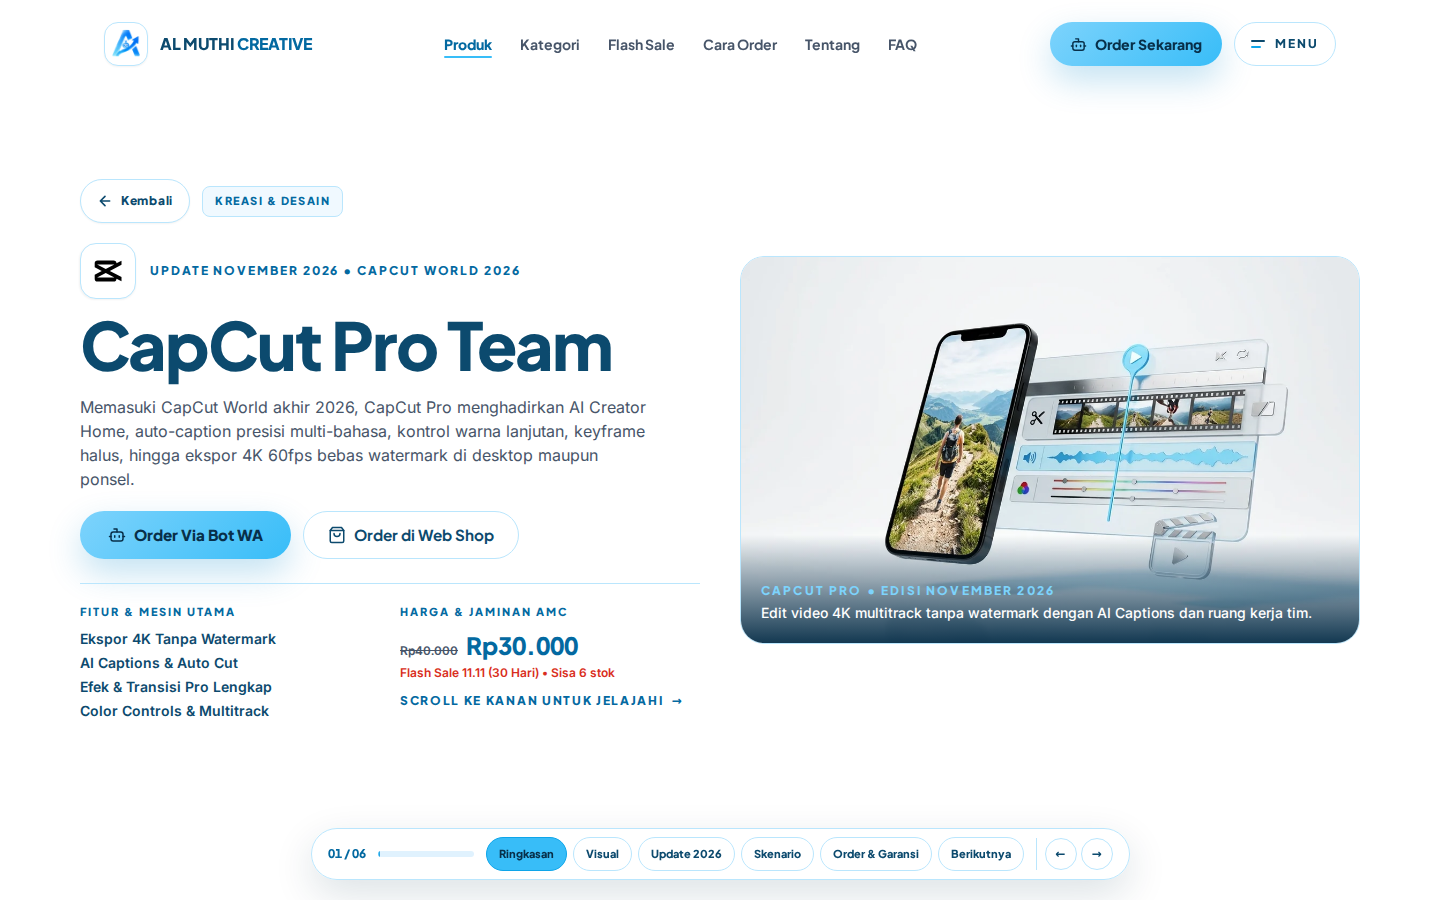 AL MUTHI CREATIVE
Produk
Kategori
Flash Sale
Cara Order
Tentang
FAQ
Order Sekarang
MENU
← Kembali
KREASI & DESAIN
UPDATE NOVEMBER 2026 ● CAPCUT WORLD 2026
CapCut Pro Team
Memasuki CapCut World akhir 2026, CapCut Pro menghadirkan AI Creator
Home, auto-caption presisi multi-bahasa, kontrol warna lanjutan, keyframe
halus, hingga ekspor 4K 60fps bebas watermark di desktop maupun
ponsel.
Order Via Bot WA
Order di Web Shop
FITUR & MESIN UTAMA
Ekspor 4K Tanpa Watermark
AI Captions & Auto Cut
Efek & Transisi Pro Lengkap
Color Controls & Multitrack
HARGA & JAMINAN AMC
Rp40.000 Rp30.000
Flash Sale 11.11 (30 Hari) • Sisa 6 stok
SCROLL KE KANAN UNTUK JELAJAHI →
CAPCUT PRO ● EDISI NOVEMBER 2026
Edit video 4K multitrack tanpa watermark dengan AI Captions dan ruang kerja tim.
01 / 06
Ringkasan
Visual
Update 2026
Skenario
Order & Garansi
Berikutnya
← →